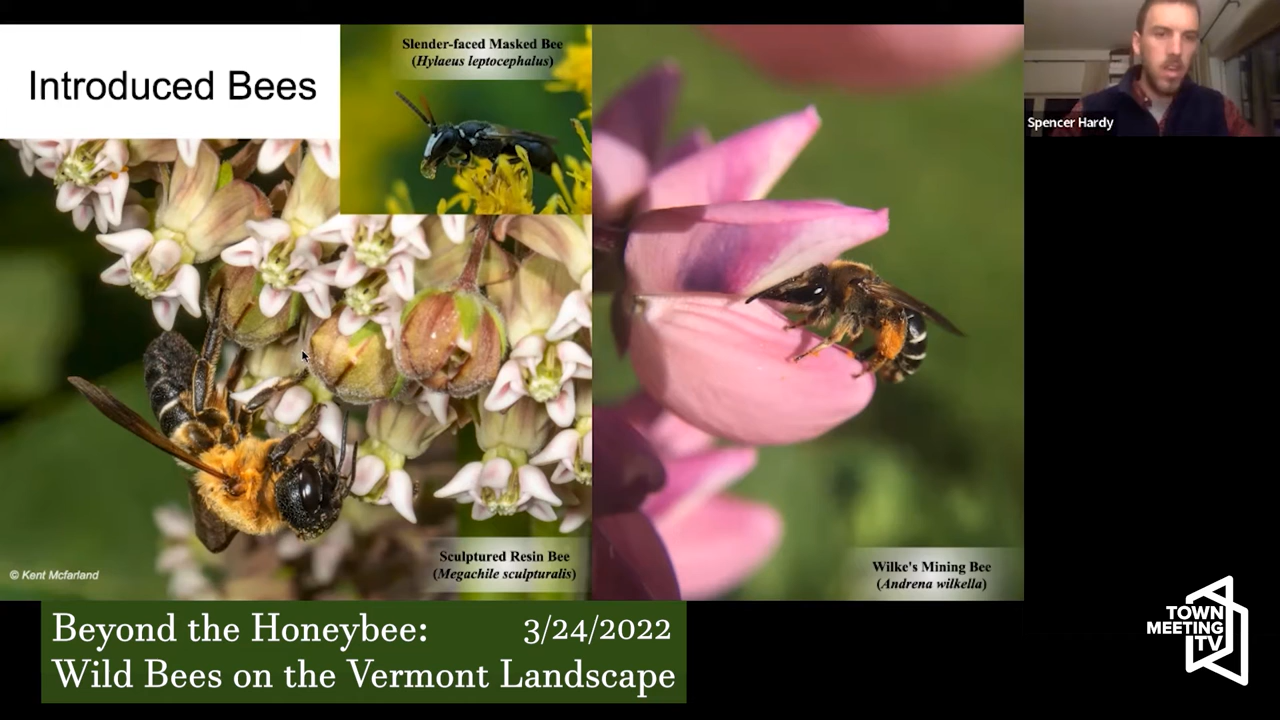 Introduced Bees
Slender-faced Masked Bee
(Hylaeus leptocephalus)
Spencer Hardy
Sculptured Resin Bee
(Megachile sculpturalis)
Wilke's Mining Bee
(Andrena wilkella)
© Kent Mcfarland
Beyond the Honeybee: 3/24/2022
Wild Bees on the Vermont Landscape
TOWN
MEETING
TV